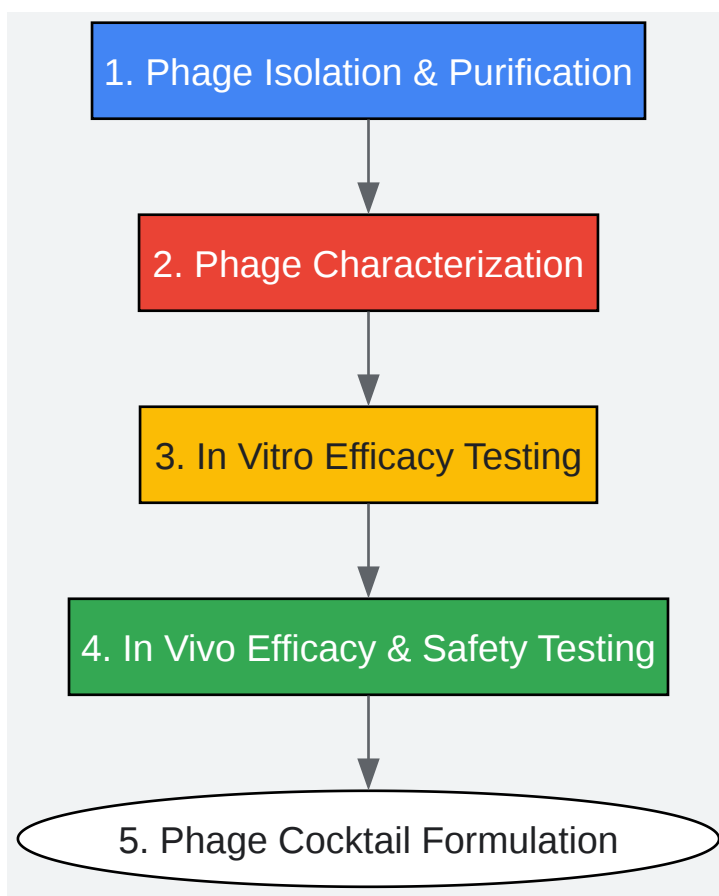 1. Phage Isolation & Purification
2. Phage Characterization
3. In Vitro Efficacy Testing
4. In Vivo Efficacy & Safety Testing
5. Phage Cocktail Formulation